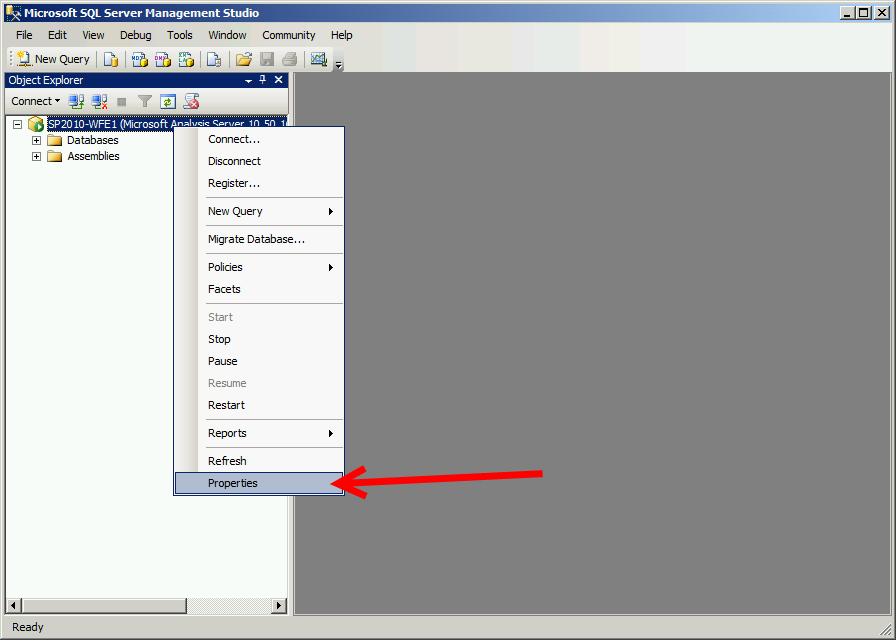 Microsoft SQL Server Management Studio
File Edit View Debug Tools Window Community Help
New Query
Object Explorer
Connect
SP2010-WFE1 (Microsoft Analysis Server 10.50.1
Databases
Assemblies
Connect...
Disconnect
Register...
New Query
Migrate Database...
Policies
Facets
Start
Stop
Pause
Resume
Restart
Reports
Refresh
Properties
Ready